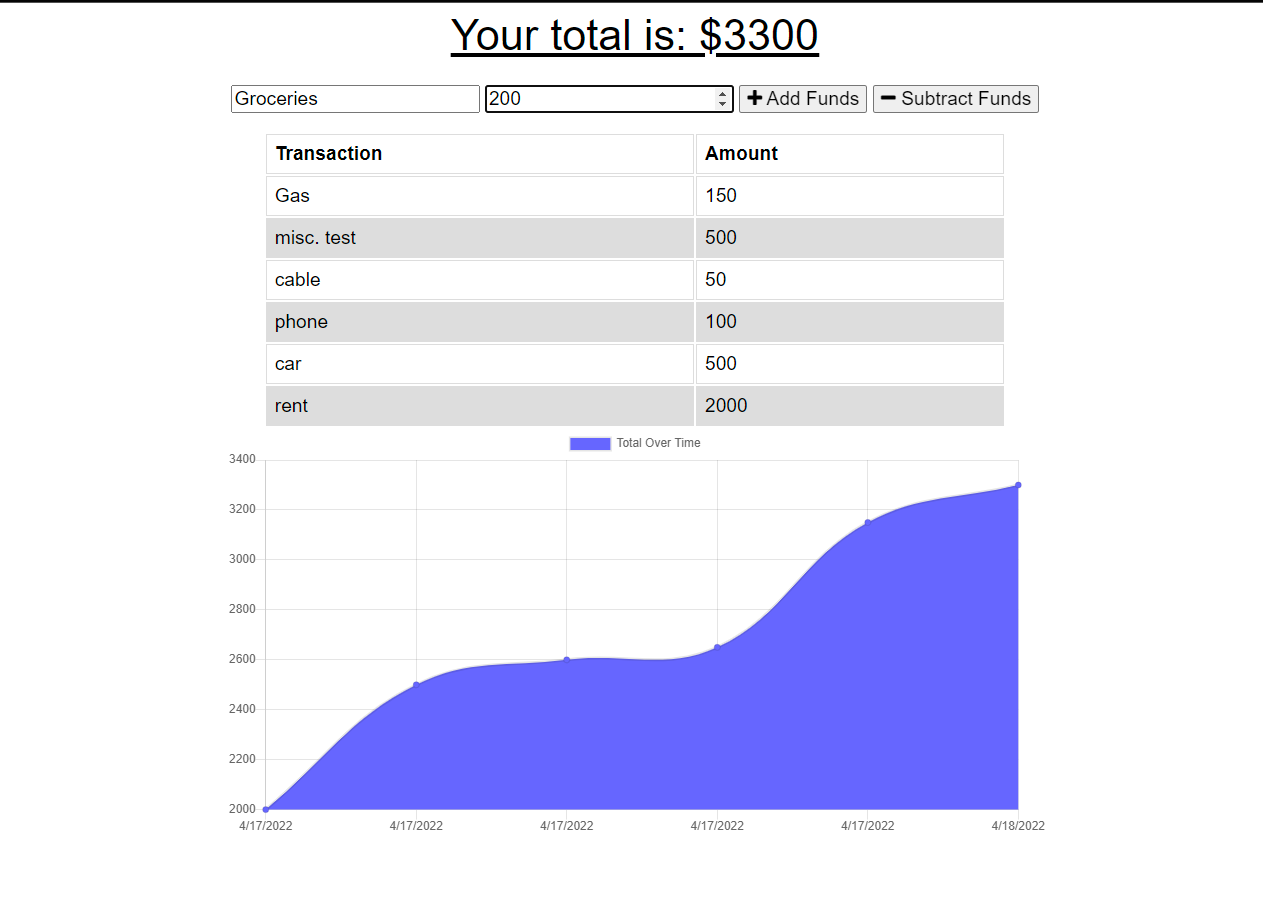 Your total is: $3300
Groceries 200 Add Funds Subtract Funds
Transaction Amount
Gas 150
misc. test 500
cable 50
phone 100
car 500
rent 2000
Total Over Time
3400
3200
3000
2800
2600
2400
2200
2000
4/17/2022 4/17/2022 4/17/2022 4/17/2022 4/17/2022 4/18/2022